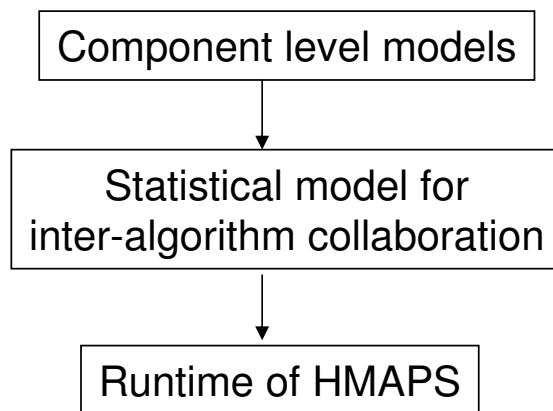 Component level models
Statistical model for
inter-algorithm collaboration
Runtime of HMAPS